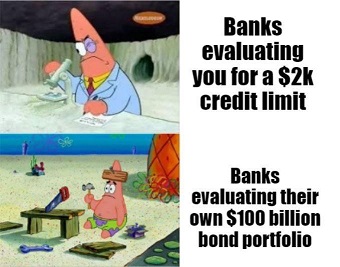 Banks
evaluating
you for a $2k
credit limit
Banks
evaluating their
own $100 billion
bond portfolio